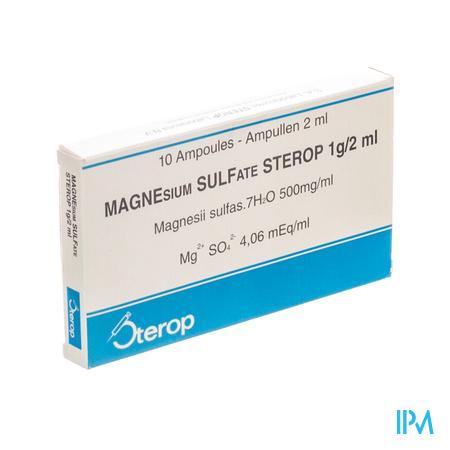 10 Ampoules - Ampullen 2 ml
MAGNEsium SULFate STEROP 1g/2 ml
Magnesii sulfas.7H₂O 500mg/ml
Mg²⁺ SO₄²⁻ 4,06 mEq/ml
Sterop
MAGNEsium SULFate
STEROP 1g/2 ml
IPM